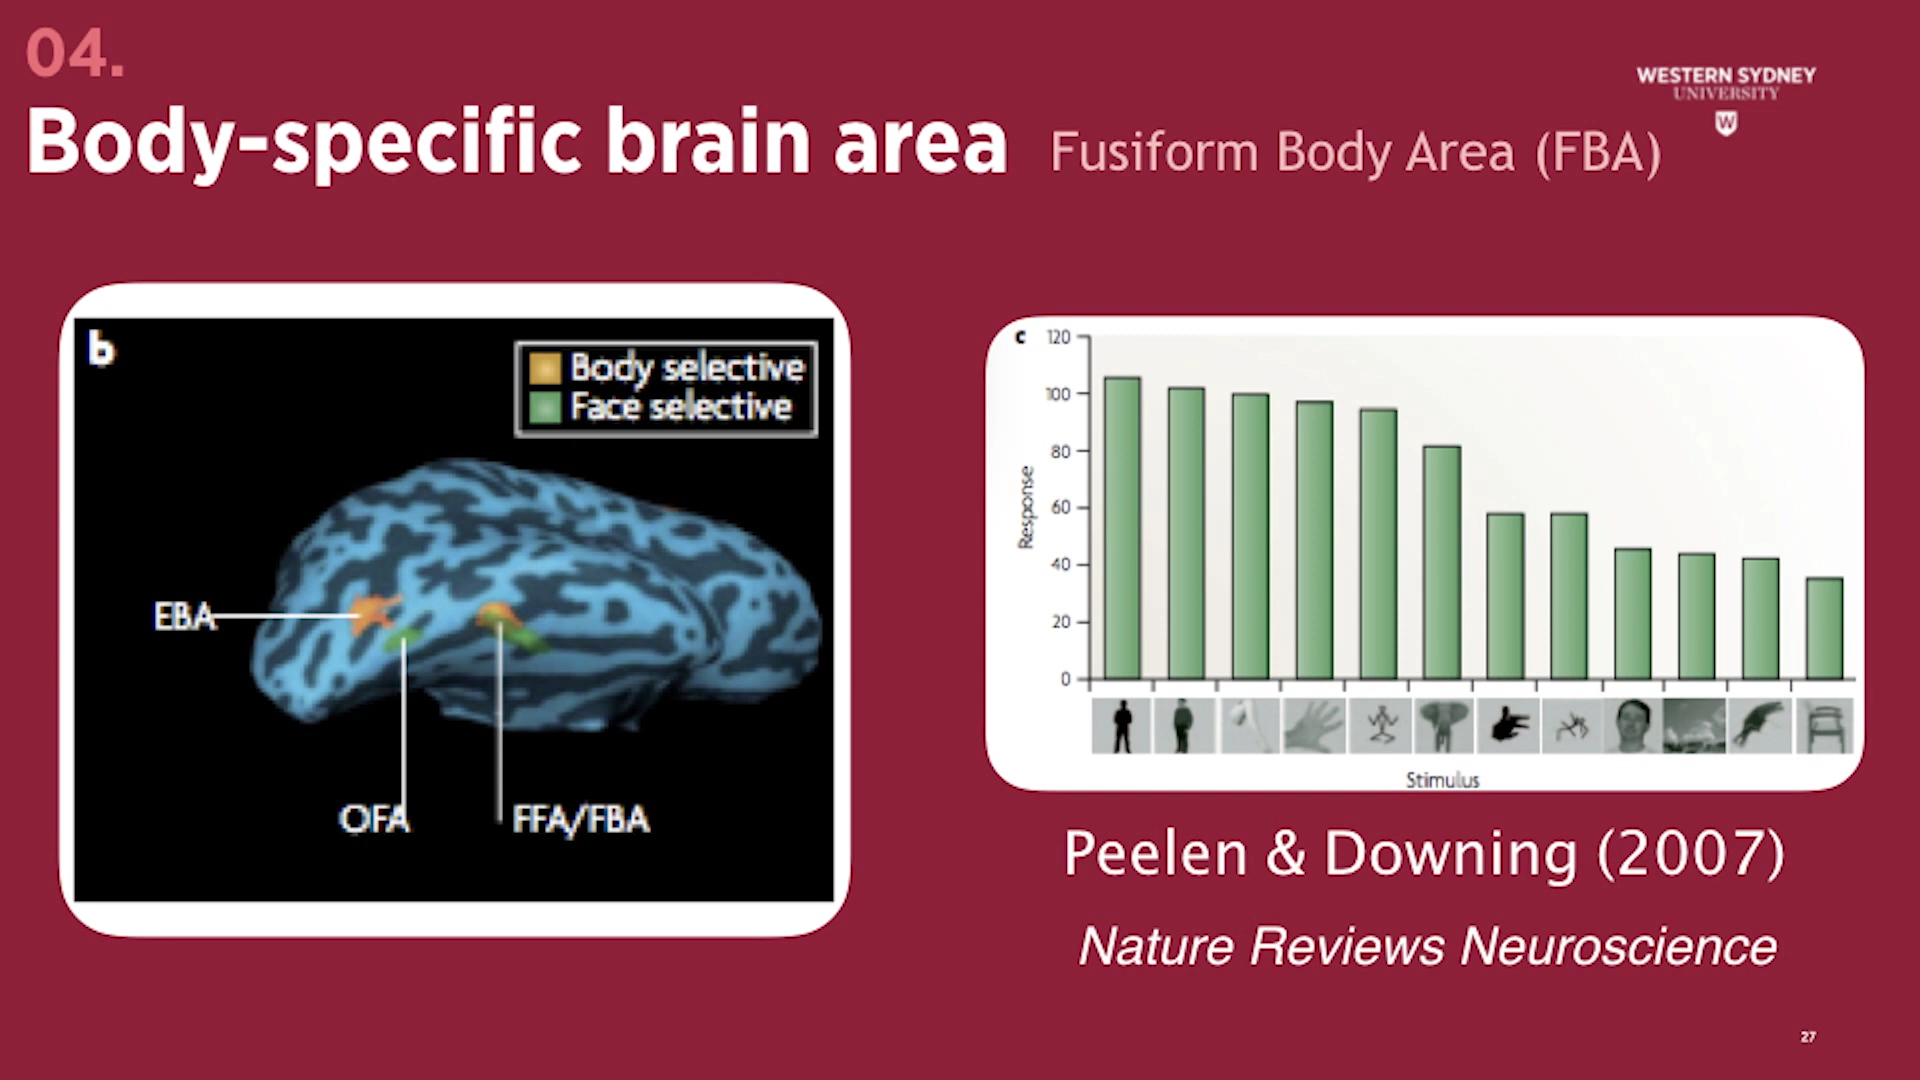 04.
Body-specific brain area Fusiform Body Area (FBA)
WESTERN SYDNEY
UNIVERSITY
W
b
Body selective
Face selective
EBA
OFA
FFA/FBA
c
120
100
80
60
40
20
0
Response
Stimulus
Peelen & Downing (2007)
Nature Reviews Neuroscience
27